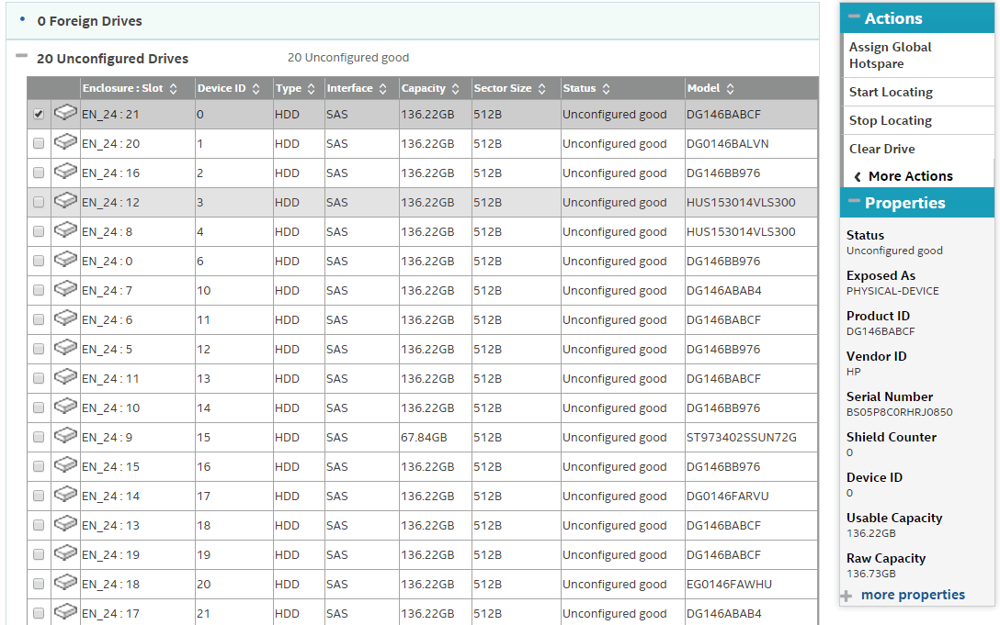 0 Foreign Drives
20 Unconfigured Drives 20 Unconfigured good
Enclosure : Slot Device ID Type Interface Capacity Sector Size Status Model
EN_24 : 21 0 HDD SAS 136.22GB 512B Unconfigured good DG146BABCF
EN_24 : 20 1 HDD SAS 136.22GB 512B Unconfigured good DG0146BALVN
EN_24 : 16 2 HDD SAS 136.22GB 512B Unconfigured good DG146BB976
EN_24 : 12 3 HDD SAS 136.22GB 512B Unconfigured good HUS153014VLS300
EN_24 : 8 4 HDD SAS 136.22GB 512B Unconfigured good HUS153014VLS300
EN_24 : 0 6 HDD SAS 136.22GB 512B Unconfigured good DG146BB976
EN_24 : 7 10 HDD SAS 136.22GB 512B Unconfigured good DG146ABAB4
EN_24 : 6 11 HDD SAS 136.22GB 512B Unconfigured good DG146BABCF
EN_24 : 5 12 HDD SAS 136.22GB 512B Unconfigured good DG146BB976
EN_24 : 11 13 HDD SAS 136.22GB 512B Unconfigured good DG146BABCF
EN_24 : 10 14 HDD SAS 136.22GB 512B Unconfigured good DG146BB976
EN_24 : 9 15 HDD SAS 67.84GB 512B Unconfigured good ST973402SSUN72G
EN_24 : 15 16 HDD SAS 136.22GB 512B Unconfigured good DG146BB976
EN_24 : 14 17 HDD SAS 136.22GB 512B Unconfigured good DG0146FARVU
EN_24 : 13 18 HDD SAS 136.22GB 512B Unconfigured good DG146BABCF
EN_24 : 19 19 HDD SAS 136.22GB 512B Unconfigured good DG146BABCF
EN_24 : 18 20 HDD SAS 136.22GB 512B Unconfigured good EG0146FAWHU
EN_24 : 17 21 HDD SAS 136.22GB 512B Unconfigured good DG146ABAB4
Actions
Assign Global
Hotspare
Start Locating
Stop Locating
Clear Drive
More Actions
Properties
Status
Unconfigured good
Exposed As
PHYSICAL-DEVICE
Product ID
DG146BABCF
Vendor ID
HP
Serial Number
BS05P8C0RHRJ0850
Shield Counter
0
Device ID
0
Usable Capacity
136.22GB
Raw Capacity
136.73GB
more properties